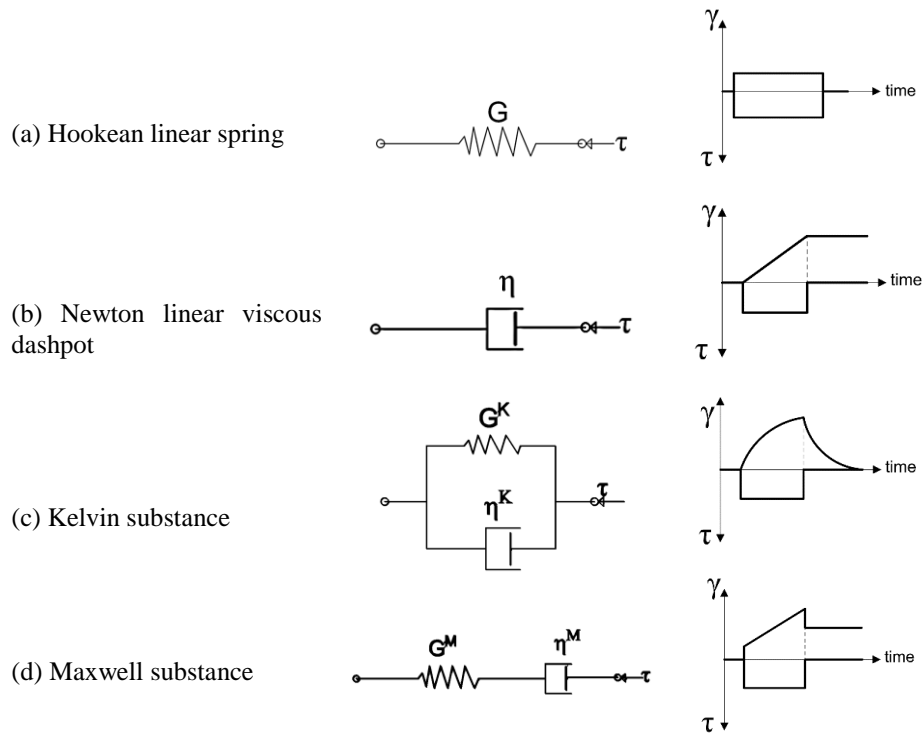 γ
time
τ
(a) Hookean linear spring
G
τ
γ
time
τ
(b) Newton linear viscous
dashpot
η
τ
γ
time
τ
(c) Kelvin substance
G^K
η^K
τ
γ
time
τ
(d) Maxwell substance
G^M
η^M
τ